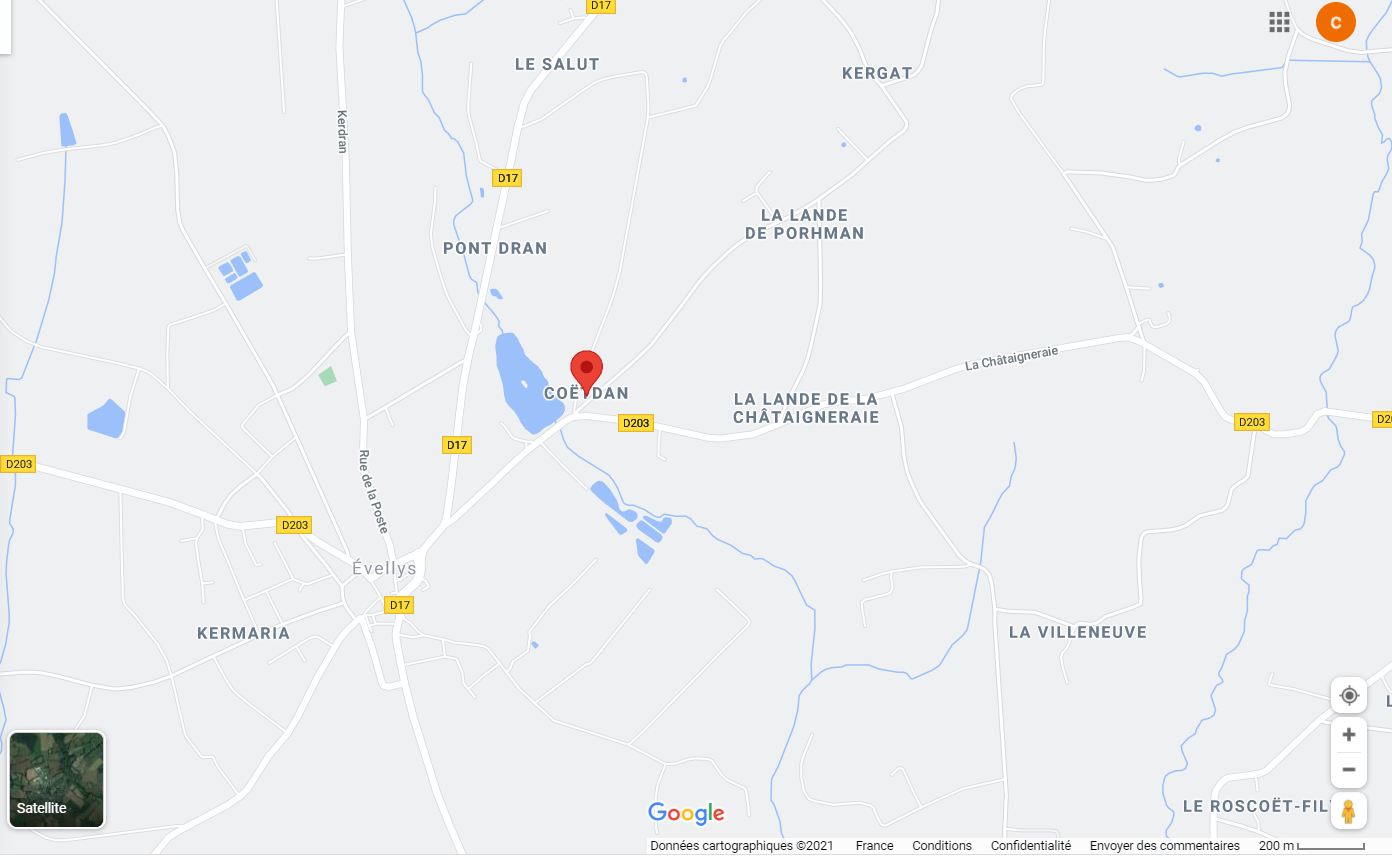 D17
C
LE SALUT
KERGAT
Kerdran
D17
LA LANDE
DE PORHMAN
PONT DRAN
La Châtaigneraie
COËTDAN
LA LANDE DE LA
CHÂTAIGNERAIE
D203
D203
D17
D203
Rue de la Poste
D203
Évellys
D17
KERMARIA
LA VILLENEUVE
Satellite
LE ROSCOËT-FIL
Google
Données cartographiques ©2021 France Conditions Confidentialité Envoyer des commentaires 200 m